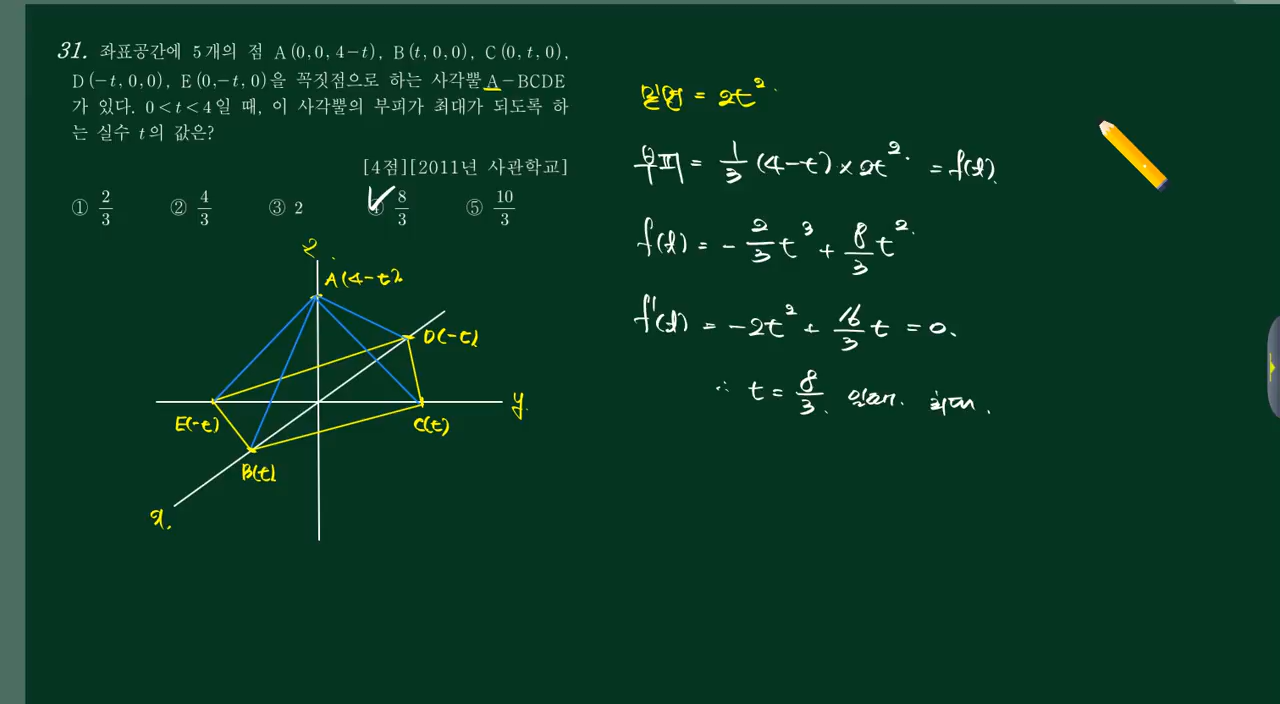 31. 좌표공간에 5개의 점 A(0,0,4-t), B(t,0,0), C(0,t,0),
D(-t,0,0), E(0,-t,0)을 꼭짓점으로 하는 사각뿔 A-BCDE
가 있다. 0<t<4일 때, 이 사각뿔의 부피가 최대가 되도록 하
는 실수 t의 값은?
[4점][2011년 사관학교]
① 2/3 ② 4/3 ③ 2 ④ 8/3 ⑤ 10/3
z
A(4-t)
D(-t)
y
E(-t)
C(t)
B(t)
x
밑면 = 2t²
부피 = 1/3 (4-t) × 2t² = f(t)
f(t) = - 2/3 t³ + 8/3 t²
f'(t) = -2t² + 16/3 t = 0.
∴ t = 8/3 일때. 최대.